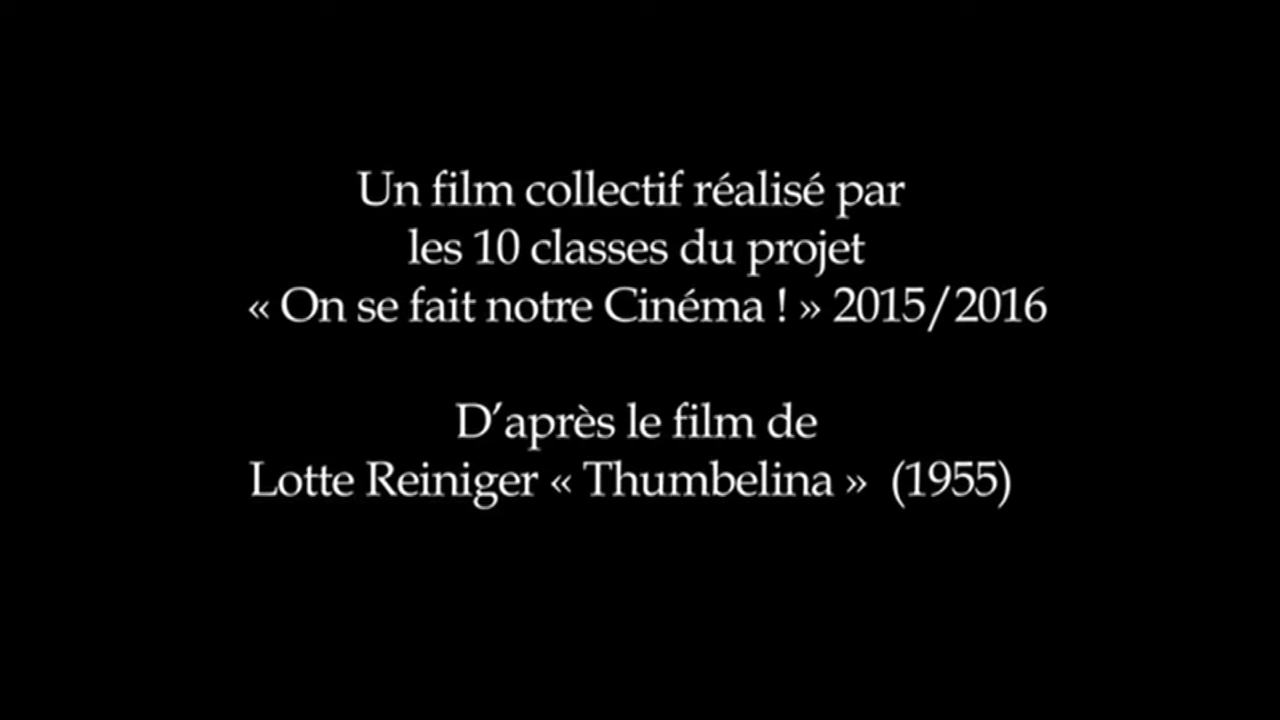 Un film collectif réalisé par
les 10 classes du projet
« On se fait notre Cinéma ! » 2015/2016
D’après le film de
Lotte Reiniger « Thumbelina » (1955)